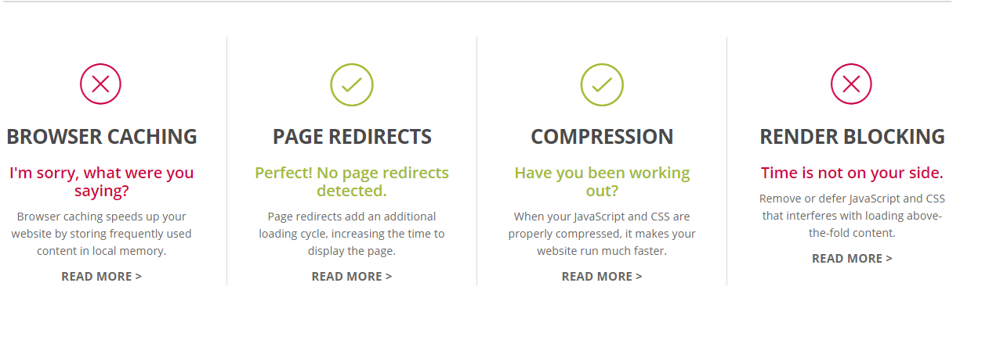 BROWSER CACHING
I'm sorry, what were you
saying?
Browser caching speeds up your
website by storing frequently used
content in local memory.
READ MORE >
PAGE REDIRECTS
Perfect! No page redirects
detected.
Page redirects add an additional
loading cycle, increasing the time to
display the page.
READ MORE >
COMPRESSION
Have you been working
out?
When your JavaScript and CSS are
properly compressed, it makes your
website run much faster.
READ MORE >
RENDER BLOCKING
Time is not on your side.
Remove or defer JavaScript and CSS
that interferes with loading above-
the-fold content.
READ MORE >